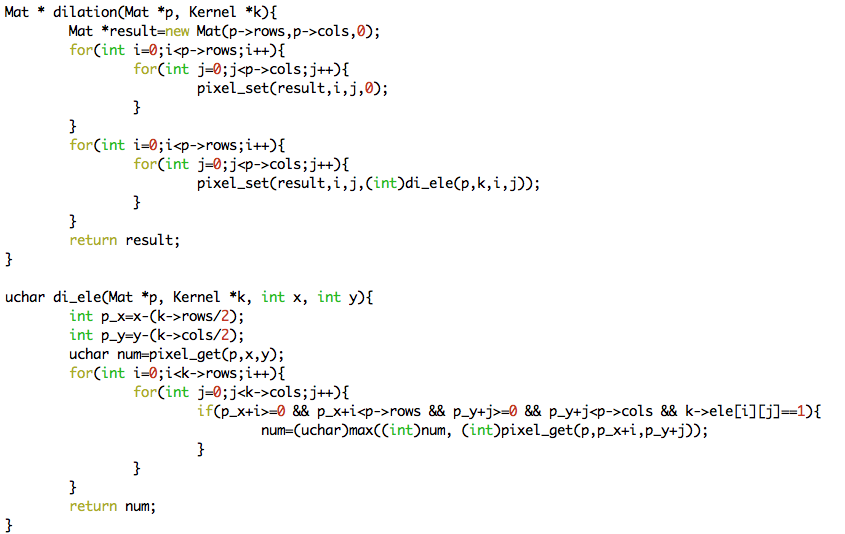 Mat * dilation(Mat *p, Kernel *k){
        Mat *result=new Mat(p->rows,p->cols,0);
        for(int i=0;i<p->rows;i++){
                for(int j=0;j<p->cols;j++){
                        pixel_set(result,i,j,0);
                }
        }
        for(int i=0;i<p->rows;i++){
                for(int j=0;j<p->cols;j++){
                        pixel_set(result,i,j,(int)di_ele(p,k,i,j));
                }
        }
        return result;
}

uchar di_ele(Mat *p, Kernel *k, int x, int y){
        int p_x=x-(k->rows/2);
        int p_y=y-(k->cols/2);
        uchar num=pixel_get(p,x,y);
        for(int i=0;i<k->rows;i++){
                for(int j=0;j<k->cols;j++){
                        if(p_x+i>=0 && p_x+i<p->rows && p_y+j>=0 && p_y+j<p->cols && k->ele[i][j]==1){
                                num=(uchar)max((int)num, (int)pixel_get(p,p_x+i,p_y+j));
                        }
                }
        }
        return num;
}